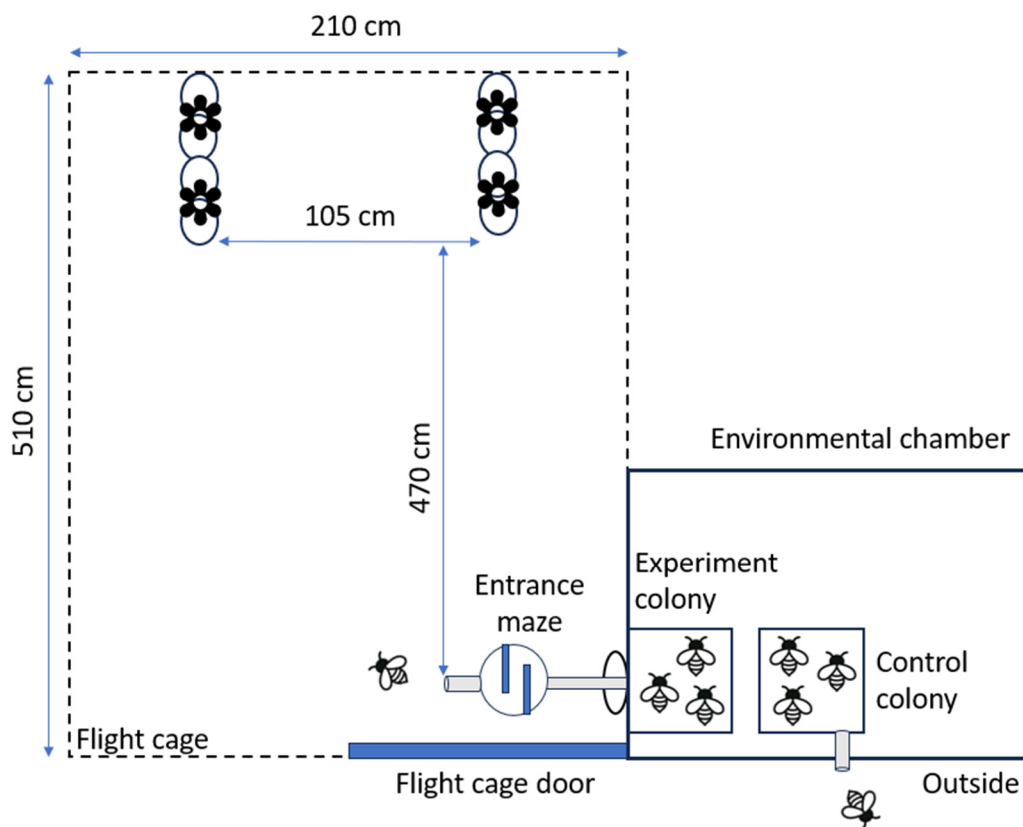 210 cm
105 cm
510 cm
470 cm
Environmental chamber
Experiment
colony
Entrance
maze
Control
colony
Flight cage
Flight cage door
Outside